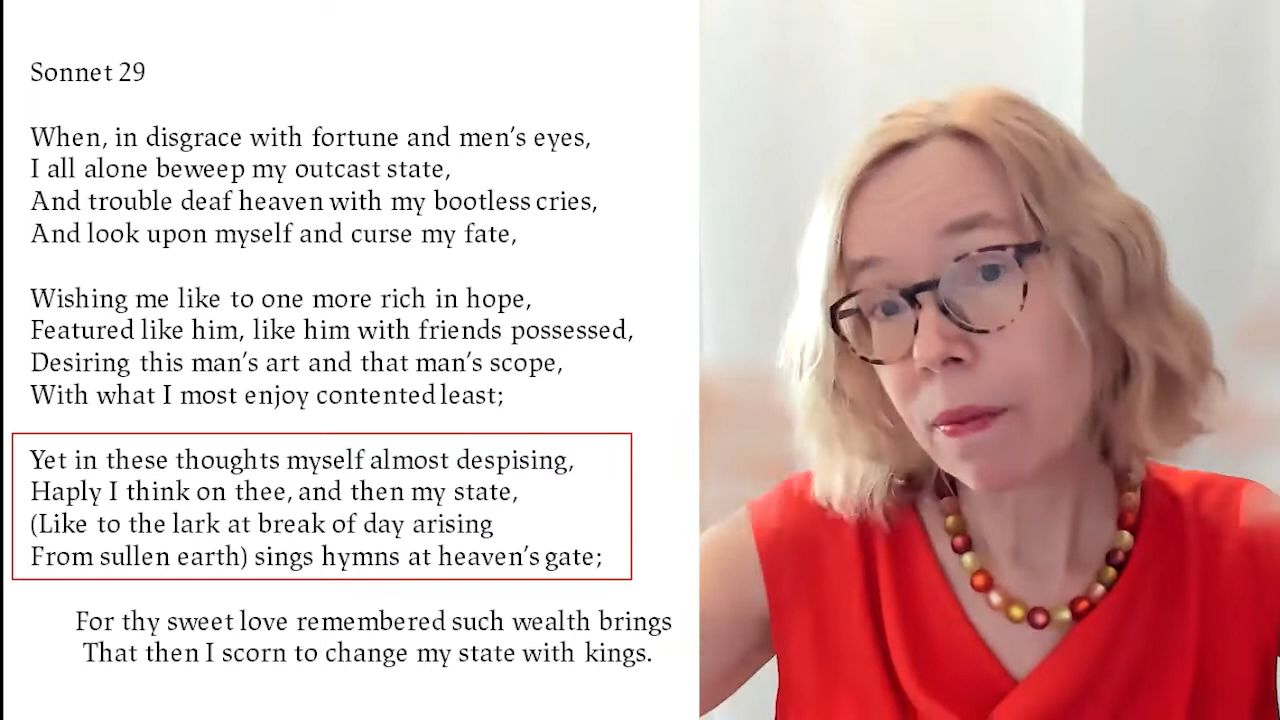 Sonnet 29
When, in disgrace with fortune and men's eyes,
I all alone beweep my outcast state,
And trouble deaf heaven with my bootless cries,
And look upon myself and curse my fate,
Wishing me like to one more rich in hope,
Featured like him, like him with friends possessed,
Desiring this man's art and that man's scope,
With what I most enjoy contented least;
Yet in these thoughts myself almost despising,
Haply I think on thee, and then my state,
(Like to the lark at break of day arising
From sullen earth) sings hymns at heaven's gate;
For thy sweet love remembered such wealth brings
That then I scorn to change my state with kings.